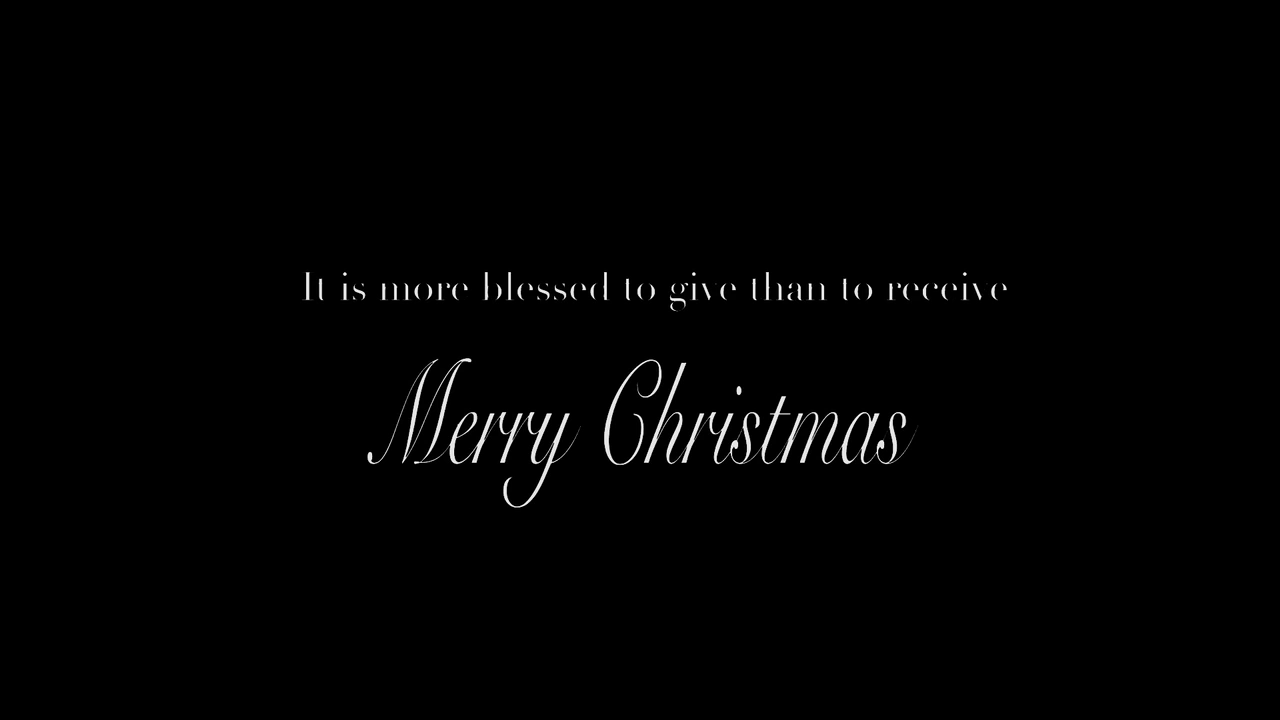 It is more blessed to give than to receive
Merry Christmas